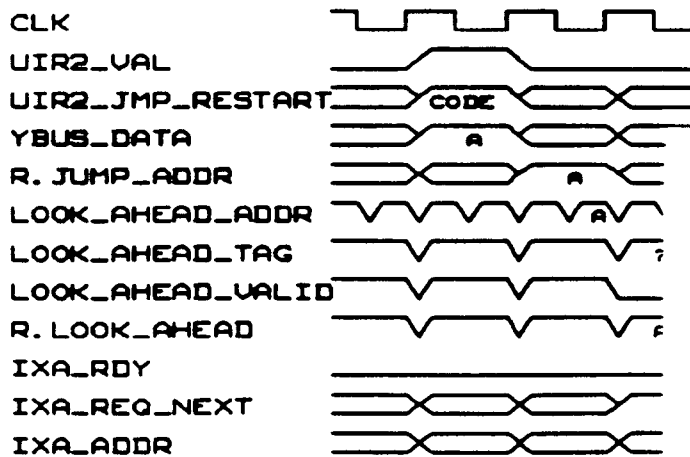 CLK
UIR2_VAL
UIR2_JMP_RESTART CODE
YBUS_DATA A
R.JUMP_ADDR A
LOOK_AHEAD_ADDR A
LOOK_AHEAD_TAG ?
LOOK_AHEAD_VALID
R.LOOK_AHEAD
IXA_RDY
IXA_REQ_NEXT
IXA_ADDR